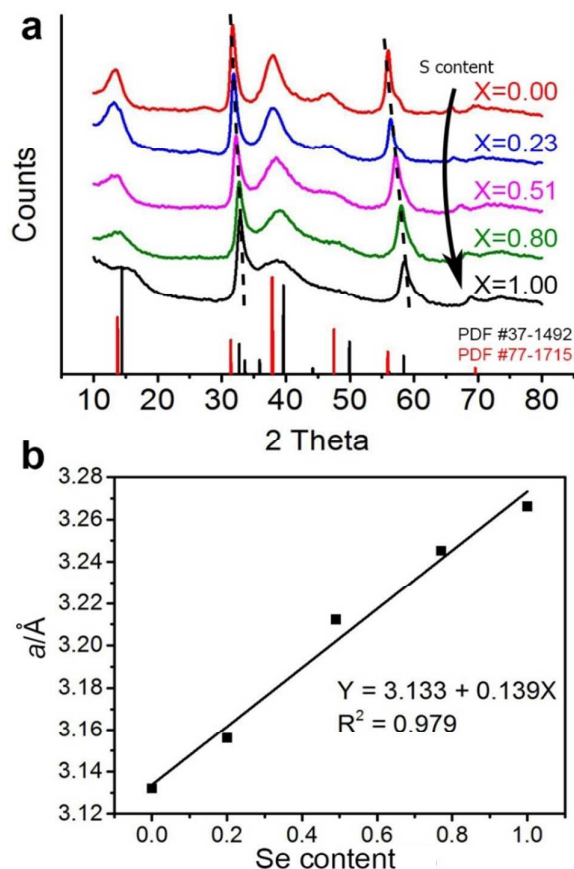 a
Counts
S content
X=0.00
X=0.23
X=0.51
X=0.80
X=1.00
PDF #37-1492
PDF #77-1715
10 20 30 40 50 60 70 80
2 Theta
b
a/Å
3.28
3.26
3.24
3.22
3.20
3.18
3.16
3.14
3.12
Y = 3.133 + 0.139X
R² = 0.979
0.0 0.2 0.4 0.6 0.8 1.0
Se content